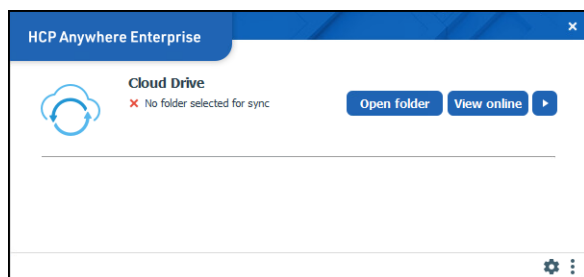 HCP Anywhere Enterprise
Cloud Drive
No folder selected for sync
Open folder View online